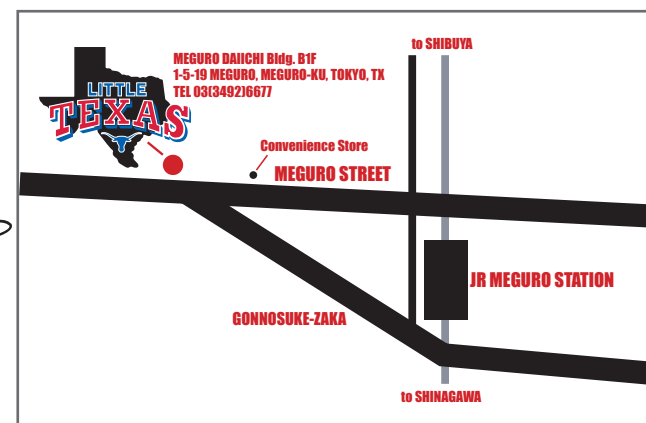 LITTLE
TEXAS
MEGURO DAIICHI Bldg. B1F
1-5-19 MEGURO, MEGURO-KU, TOKYO, TX
TEL 03(3492)6677
to SHIBUYA
Convenience Store
MEGURO STREET
JR MEGURO STATION
GONNOSUKE-ZAKA
to SHINAGAWA